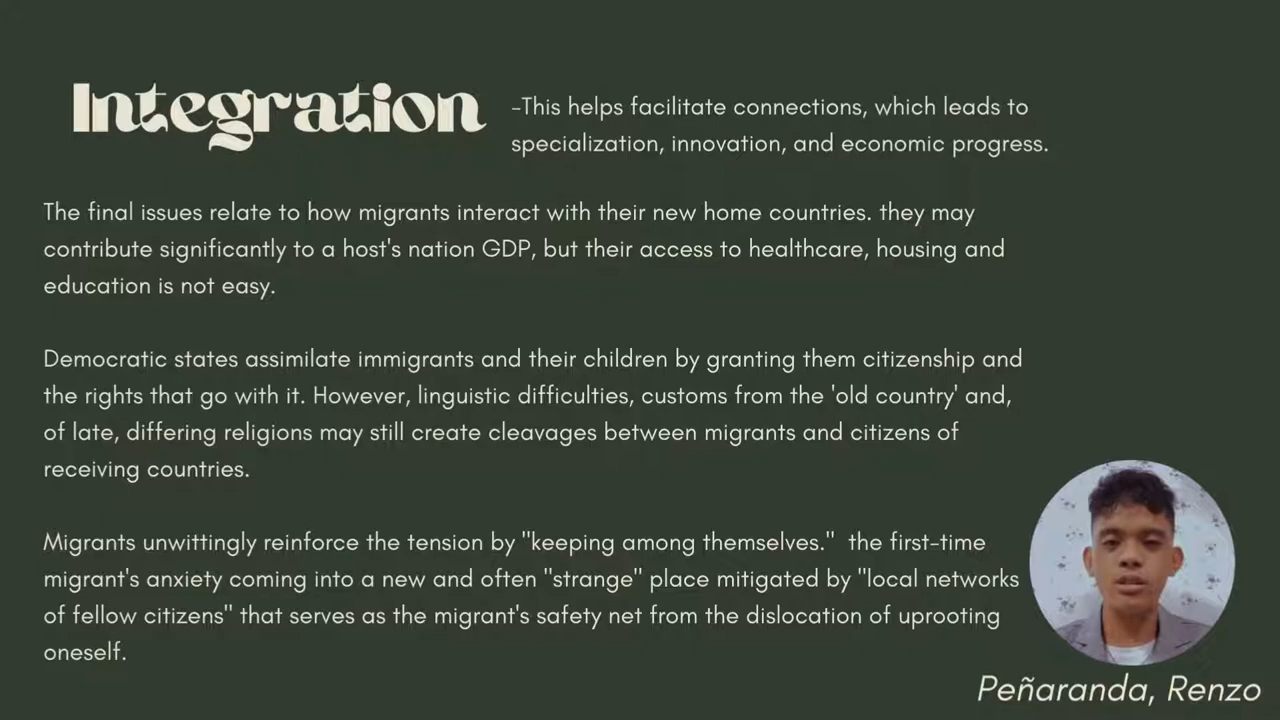 Integration
-This helps facilitate connections, which leads to
specialization, innovation, and economic progress.
The final issues relate to how migrants interact with their new home countries. they may
contribute significantly to a host's nation GDP, but their access to healthcare, housing and
education is not easy.
Democratic states assimilate immigrants and their children by granting them citizenship and
the rights that go with it. However, linguistic difficulties, customs from the 'old country' and,
of late, differing religions may still create cleavages between migrants and citizens of
receiving countries.
Migrants unwittingly reinforce the tension by "keeping among themselves."  the first-time
migrant's anxiety coming into a new and often "strange" place mitigated by "local networks
of fellow citizens" that serves as the migrant's safety net from the dislocation of uprooting
oneself.
Peñaranda, Renzo